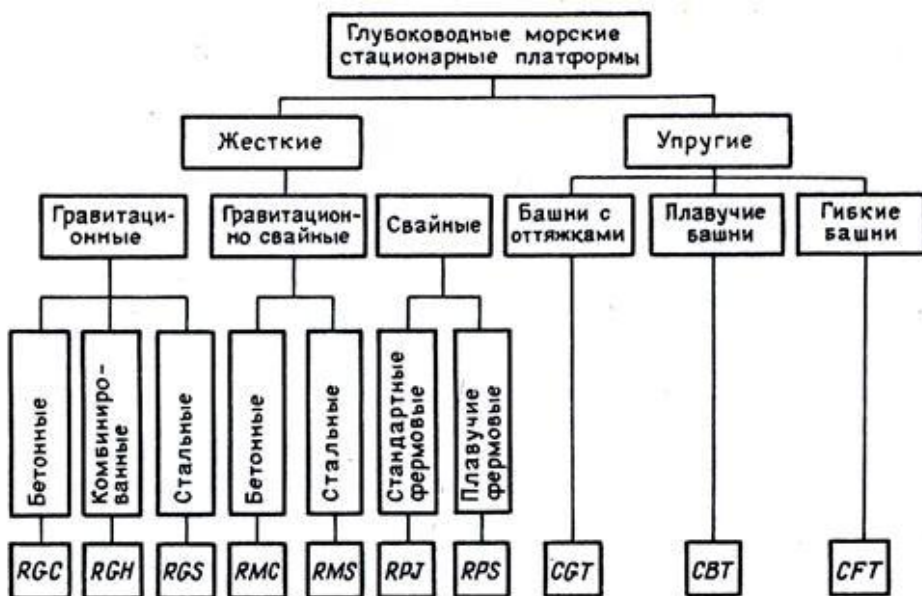 Глубоководные морские
стационарные платформы
Жесткие
Упругие
Гравитаци-
онные
Гравитацион-
но свайные
Свайные
Башни с
оттяжками
Плавучие
башни
Гибкие
башни
Бетонные
Комбиниро-
ванные
Стальные
Бетонные
Стальные
Стандартные
фермовые
Плавучие
фермовые
RGC
RGH
RGS
RMC
RMS
RPJ
RPS
CGT
CBT
CFT